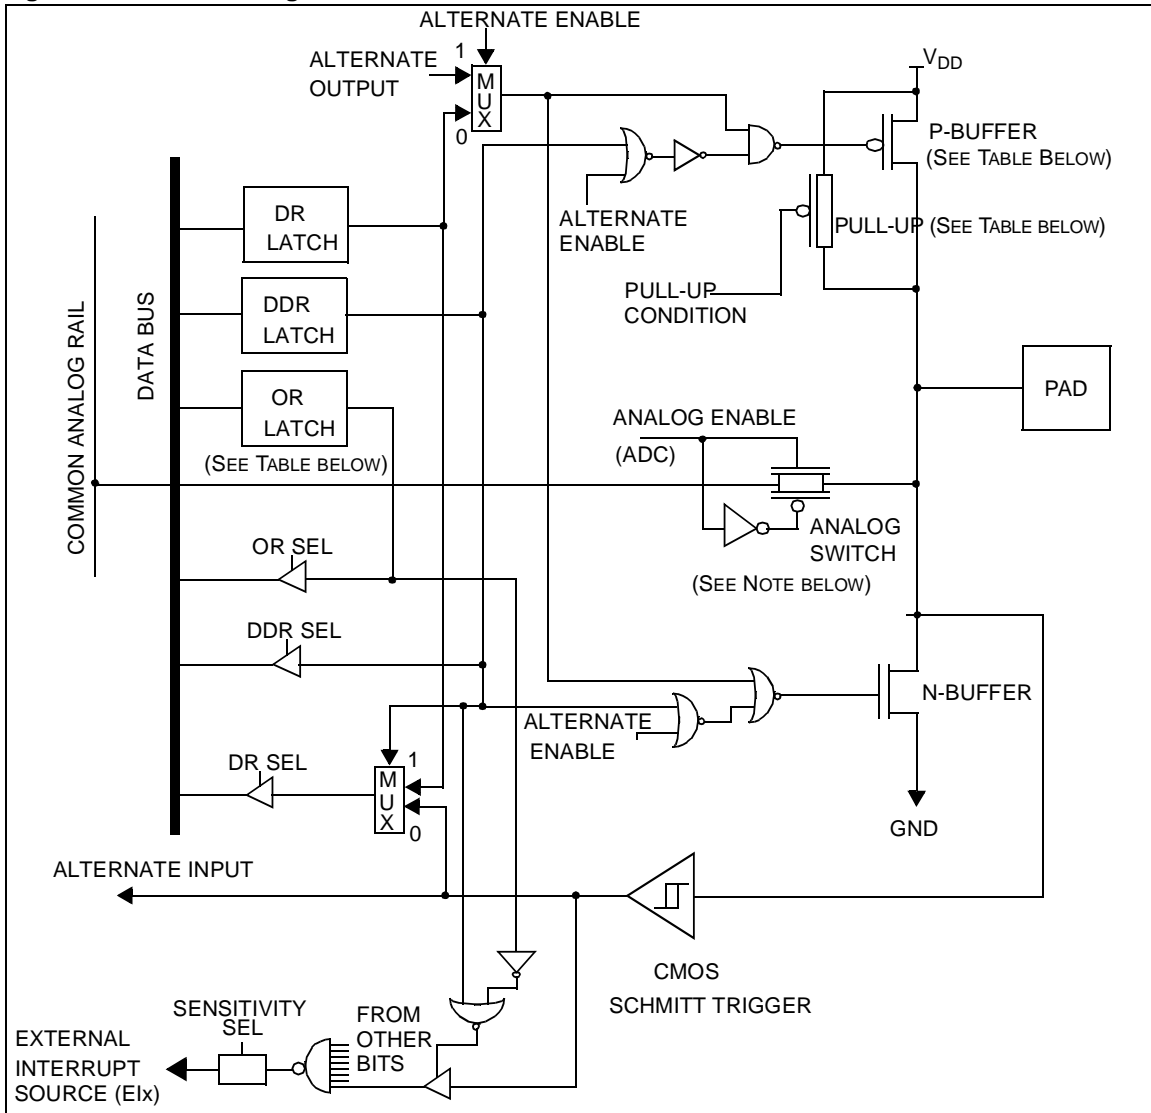 ALTERNATE ENABLE
ALTERNATE
OUTPUT
1
MUX
0
VDD
P-BUFFER
(SEE TABLE BELOW)
DR
LATCH
ALTERNATE
ENABLE
PULL-UP (SEE TABLE BELOW)
DDR
LATCH
PULL-UP
CONDITION
COMMON ANALOG RAIL
DATA BUS
OR
LATCH
(SEE TABLE BELOW)
PAD
ANALOG ENABLE
(ADC)
ANALOG
SWITCH
(SEE NOTE BELOW)
OR SEL
DDR SEL
N-BUFFER
ALTERNATE
ENABLE
DR SEL
1
MUX
0
GND
ALTERNATE INPUT
CMOS
SCHMITT TRIGGER
SENSITIVITY
SEL
FROM
OTHER
BITS
EXTERNAL
INTERRUPT
SOURCE (EIx)